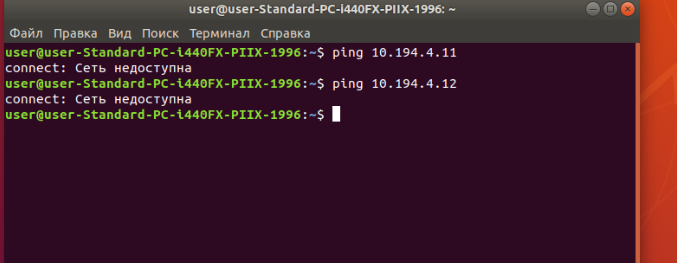 user@user-Standard-PC-i440FX-PIIX-1996: ~
Файл Правка Вид Поиск Терминал Справка
user@user-Standard-PC-i440FX-PIIX-1996:~$ ping 10.194.4.11
connect: Сеть недоступна
user@user-Standard-PC-i440FX-PIIX-1996:~$ ping 10.194.4.12
connect: Сеть недоступна
user@user-Standard-PC-i440FX-PIIX-1996:~$